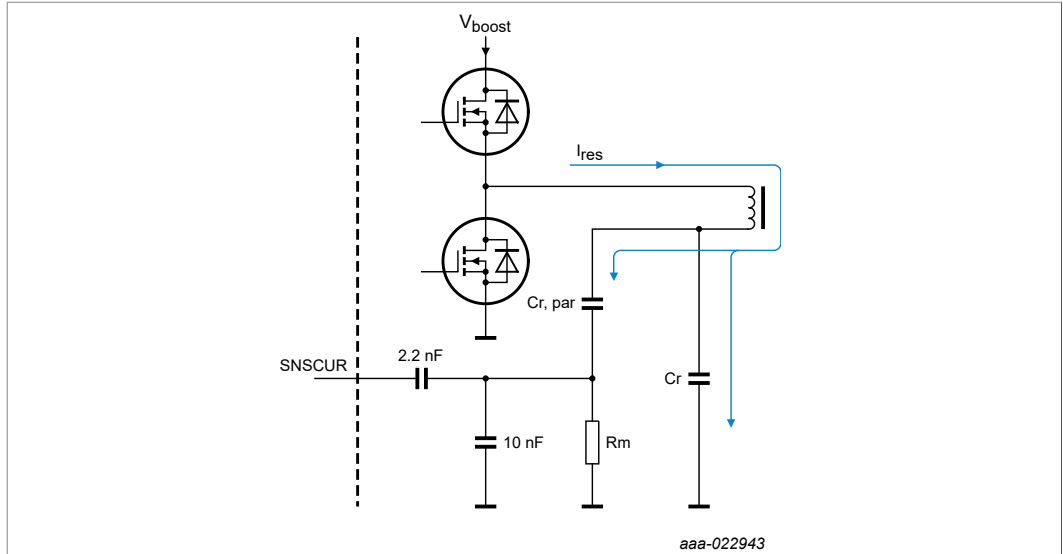 Vboost
Ires
Cr, par
2.2 nF
SNSCUR
Cr
10 nF
Rm
aaa-022943